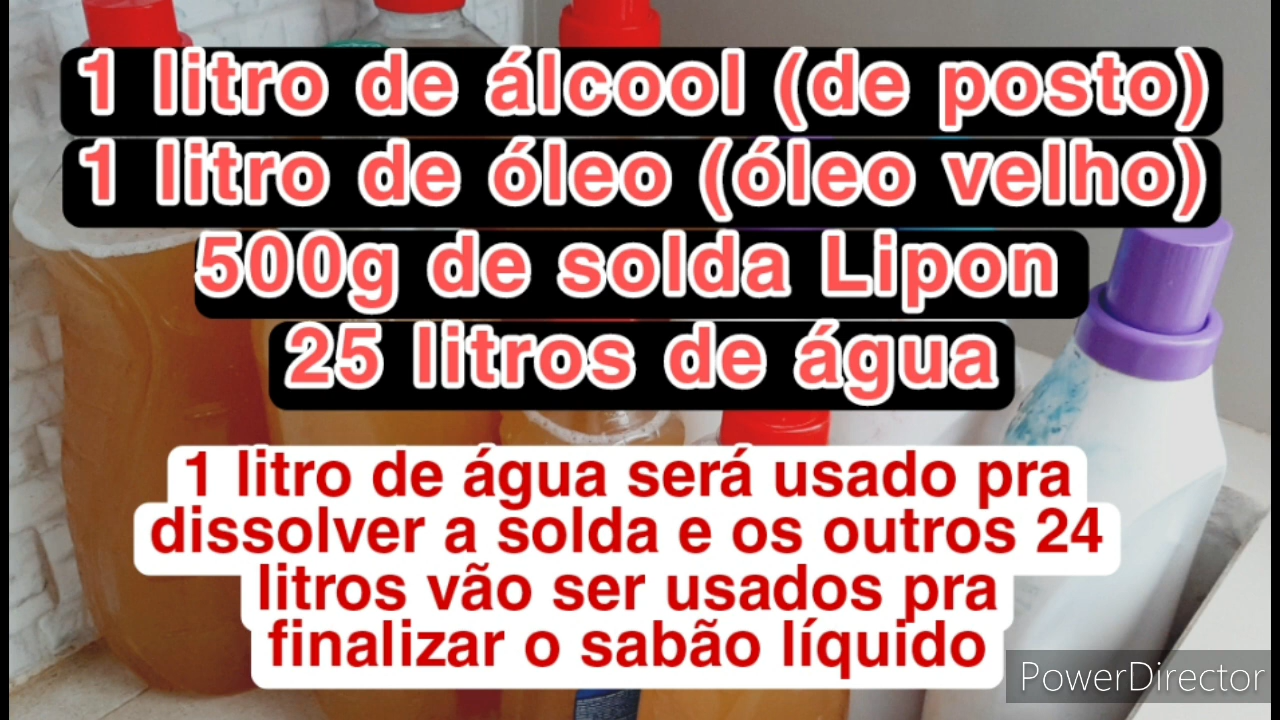 1 litro de álcool (de posto)
1 litro de óleo (óleo velho)
500g de solda Lipon
25 litros de água
1 litro de água será usado pra
dissolver a solda e os outros 24
litros vão ser usados pra
finalizar o sabão líquido
PowerDirector